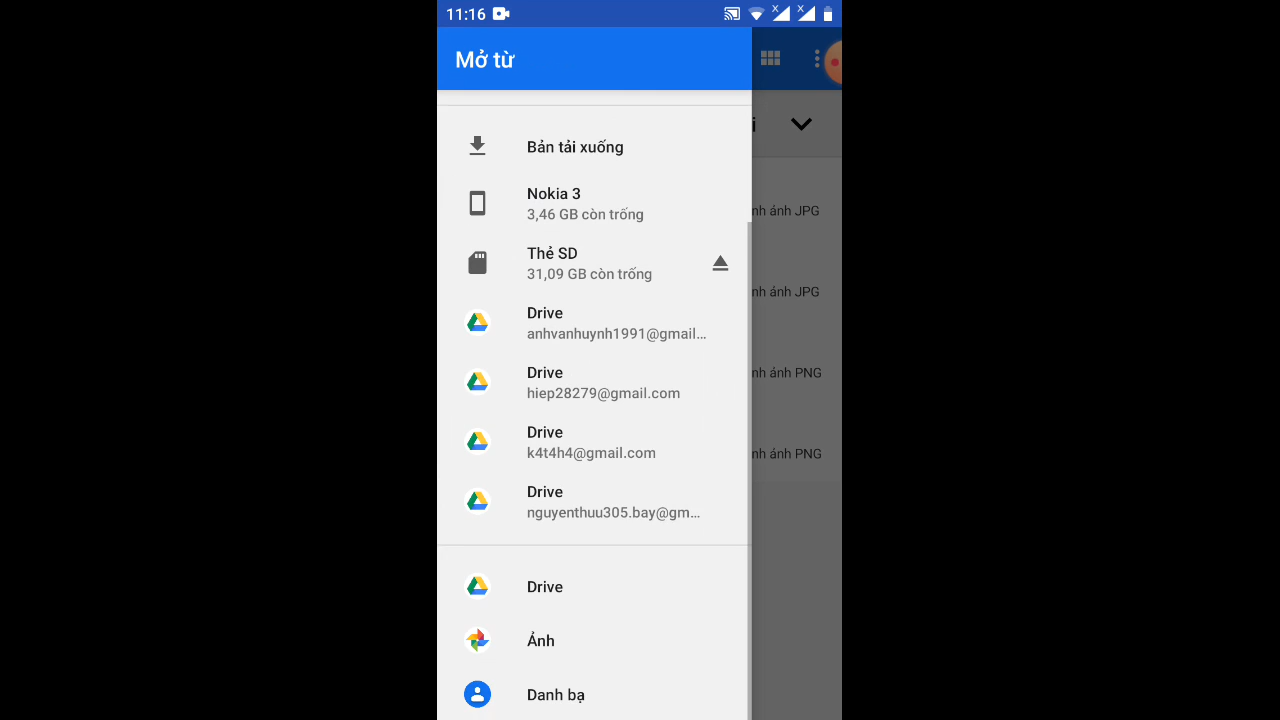 11:16
Mở từ
Bản tải xuống
Nokia 3
3,46 GB còn trống
Thẻ SD
31,09 GB còn trống
Drive
anhvanhuynh1991@gmail...
Drive
hiep28279@gmail.com
Drive
k4t4h4@gmail.com
Drive
nguyenthuu305.bay@gm...
Drive
Ảnh
Danh bạ
i
nh ảnh JPG
nh ảnh JPG
nh ảnh PNG
nh ảnh PNG